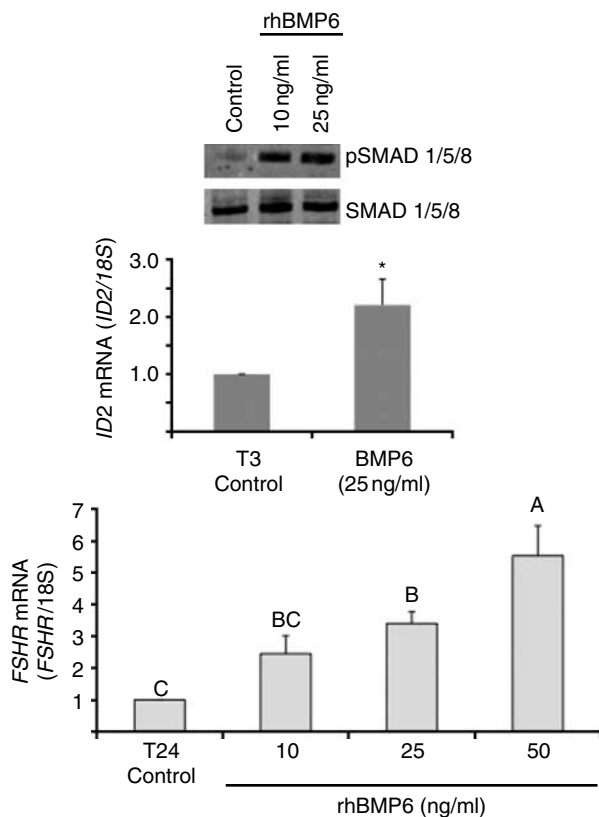 rhBMP6
Control
10 ng/ml
25 ng/ml
pSMAD 1/5/8
SMAD 1/5/8
ID2 mRNA (ID2/18S)
3.0
2.0
1.0
*
T3
Control
BMP6
(25 ng/ml)
FSHR mRNA
(FSHR/18S)
7
6
5
4
3
2
1
C
BC
B
A
T24
Control
10
25
50
rhBMP6 (ng/ml)